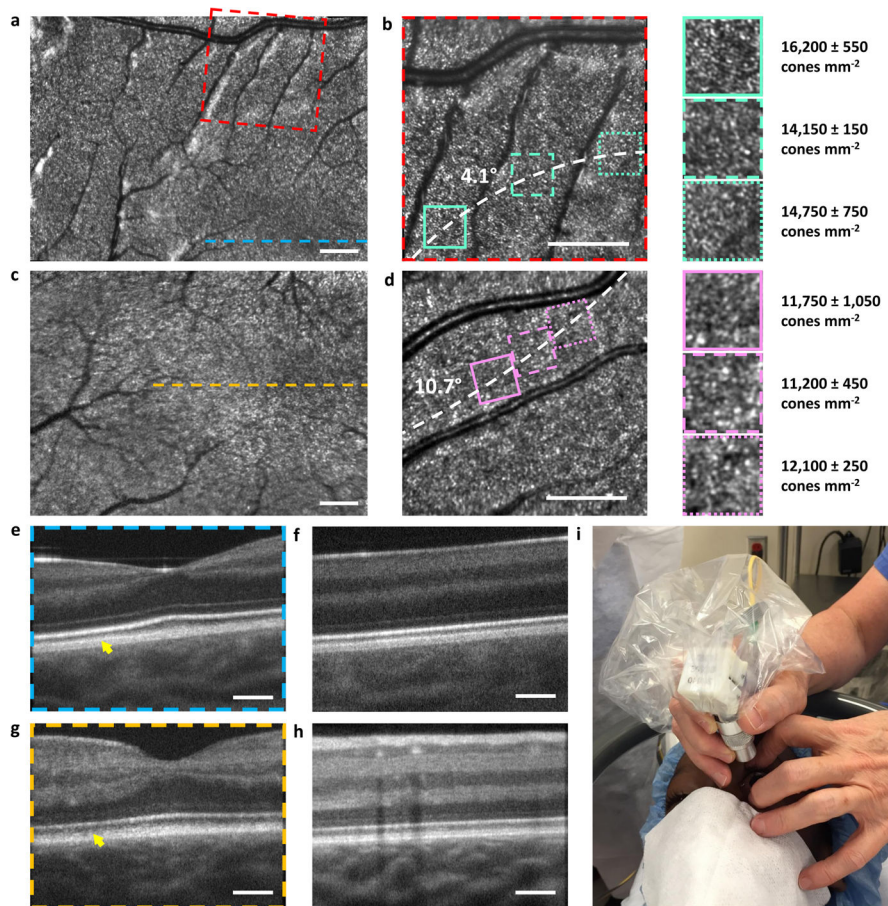 a
b
16,200 ± 550
cones mm-2
14,150 ± 150
cones mm-2
4.1°
14,750 ± 750
cones mm-2
c
d
11,750 ± 1,050
cones mm-2
10.7°
11,200 ± 450
cones mm-2
12,100 ± 250
cones mm-2
e
f
i
g
h